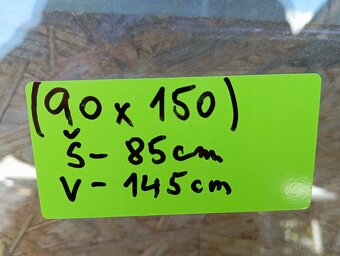 (90 x 150)
Š - 85cm
V - 145cm